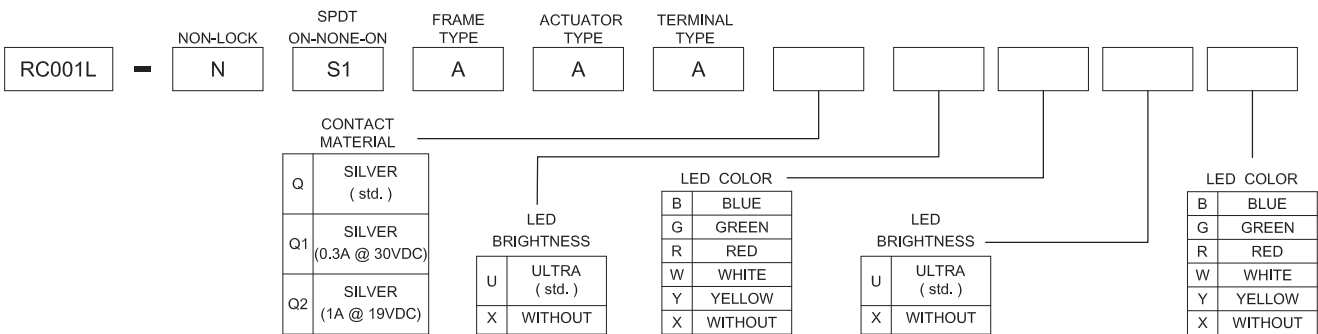 SPDT
NON-LOCK ON-NONE-ON
FRAME
TYPE
ACTUATOR
TYPE
TERMINAL
TYPE
RC001L - N S1 A A A
CONTACT
MATERIAL
Q SILVER
( std. )
Q1 SILVER
(0.3A @ 30VDC)
Q2 SILVER
(1A @ 19VDC)
LED
BRIGHTNESS
U ULTRA
( std. )
X WITHOUT
LED COLOR
B BLUE
G GREEN
R RED
W WHITE
Y YELLOW
X WITHOUT
LED
BRIGHTNESS
U ULTRA
( std. )
X WITHOUT
LED COLOR
B BLUE
G GREEN
R RED
W WHITE
Y YELLOW
X WITHOUT